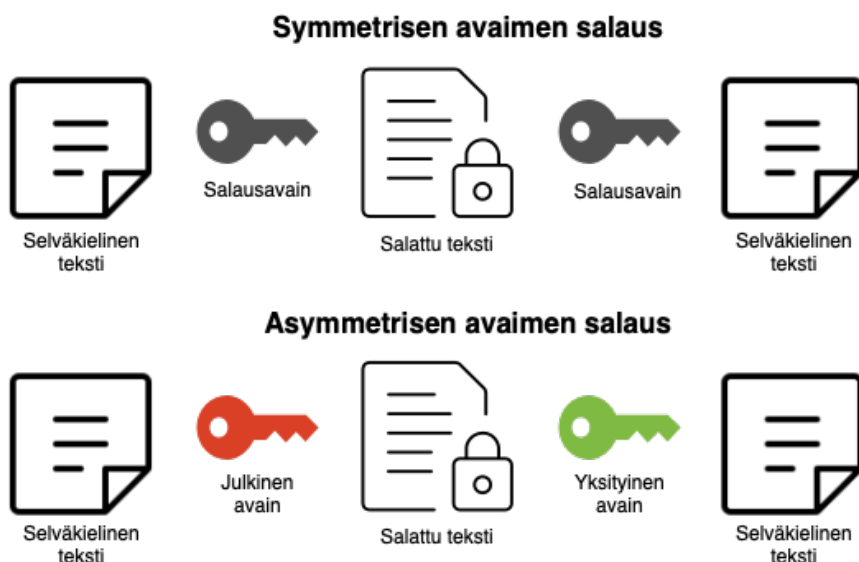 Symmetrisen avaimen salaus
Salausavain
Salausavain
Selväkielinen
teksti
Salattu teksti
Selväkielinen
teksti
Asymmetrisen avaimen salaus
Julkinen
avain
Yksityinen
avain
Selväkielinen
teksti
Salattu teksti
Selväkielinen
teksti